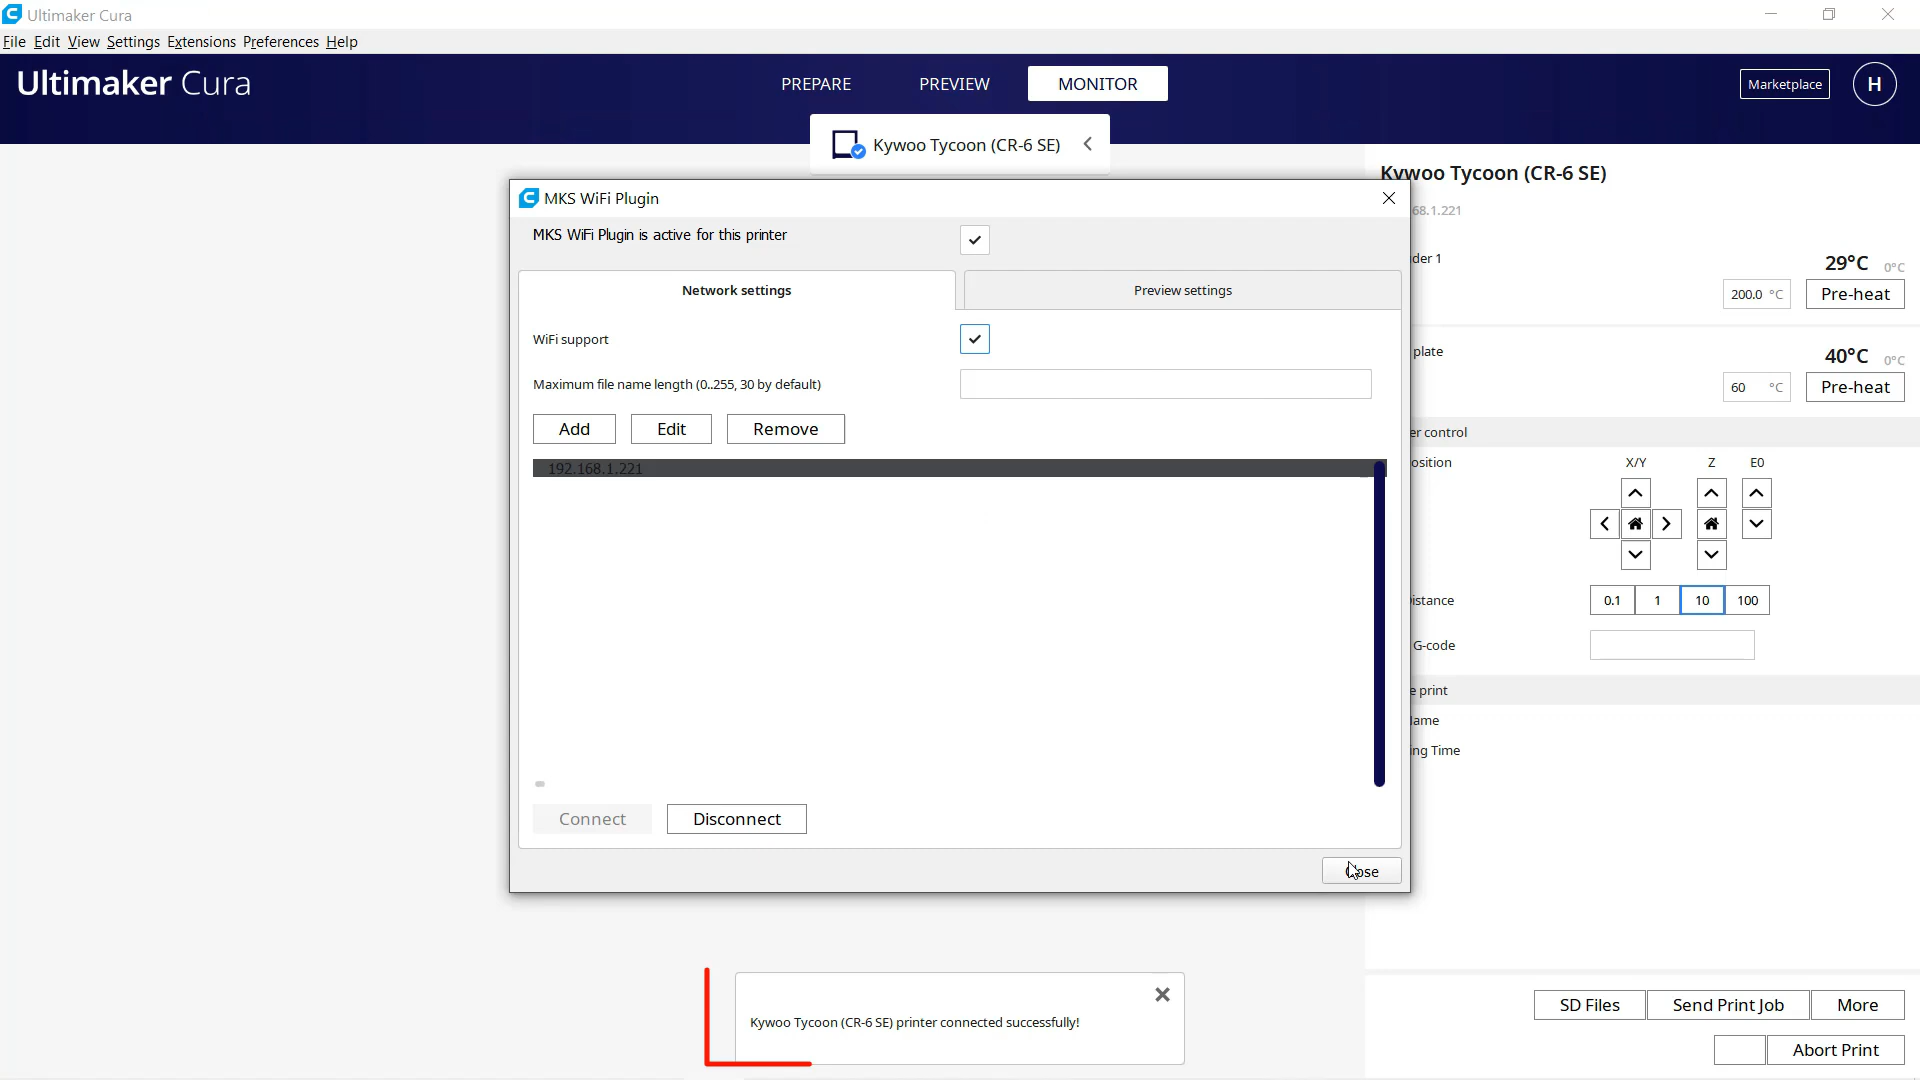 Ultimaker Cura
File Edit View Settings Extensions Preferences Help
Ultimaker Cura
PREPARE PREVIEW MONITOR
Marketplace H
Kywoo Tycoon (CR-6 SE)
Kywoo Tycoon (CR-6 SE)
68.1.221
MKS WiFi Plugin
MKS WiFi Plugin is active for this printer
Network settings
Preview settings
WiFi support
Maximum file name length (0..255, 30 by default)
Add Edit Remove
192.168.1.221
Connect Disconnect
der 1
29°C 0°C
200.0 °C Pre-heat
plate
40°C 0°C
60 °C Pre-heat
er control
osition
X/Y Z E0
istance
0.1 1 10 100
G-code
e print
ame
ing Time
Kywoo Tycoon (CR-6 SE) printer connected successfully!
SD Files Send Print Job More
Abort Print